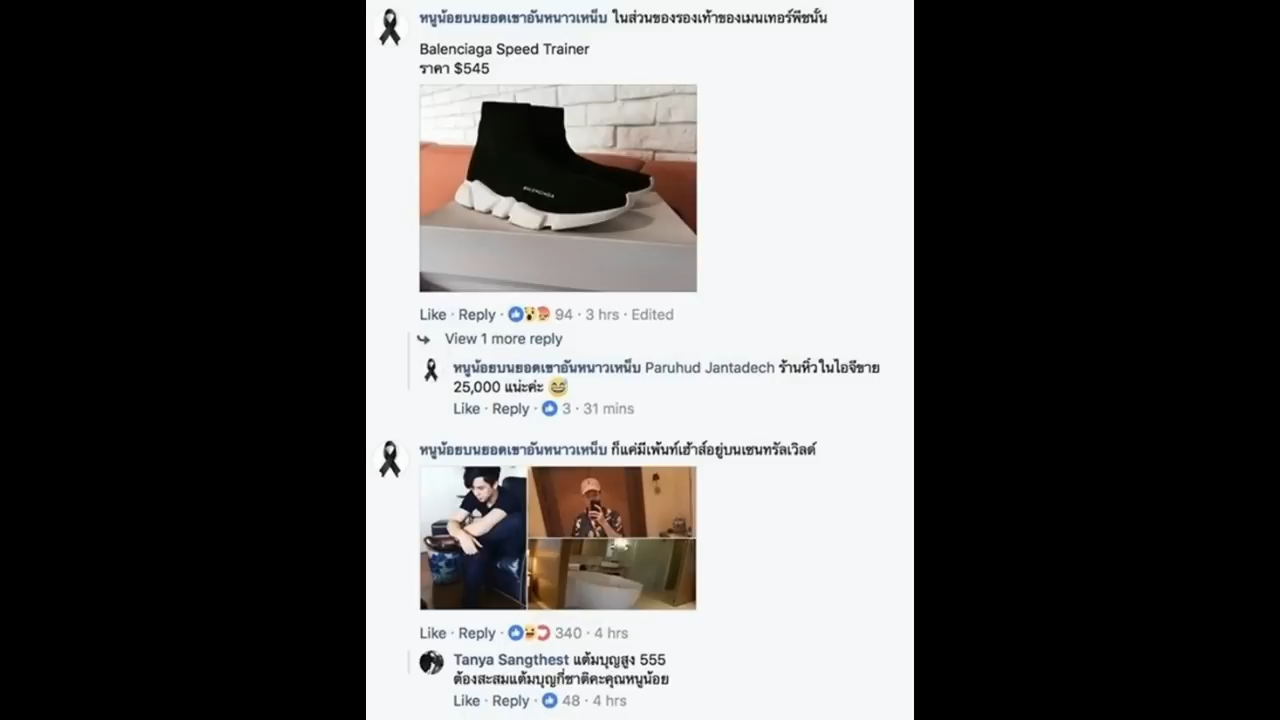 หนูน้อยบนยอดเขาอันหนาวเหน็บ ในส่วนของรองเท้าของเมนเทอร์พีชนั้น
Balenciaga Speed Trainer
ราคา $545
BALENCIAGA
Like · Reply · 94 · 3 hrs · Edited
View 1 more reply
หนูน้อยบนยอดเขาอันหนาวเหน็บ Paruhud Jantadech ร้านหิ้วในไอจีขาย
25,000 แน่ะค่ะ 😅
Like · Reply · 3 · 31 mins
หนูน้อยบนยอดเขาอันหนาวเหน็บ ก็แค่มีเพ้นท์เฮ้าส์อยู่บนเซนทรัลเวิลด์
Like · Reply · 340 · 4 hrs
Tanya Sangthest แต้มบุญสูง 555
ต้องสะสมแต้มบุญกี่ชาติคะคุณหนูน้อย
Like · Reply · 48 · 4 hrs